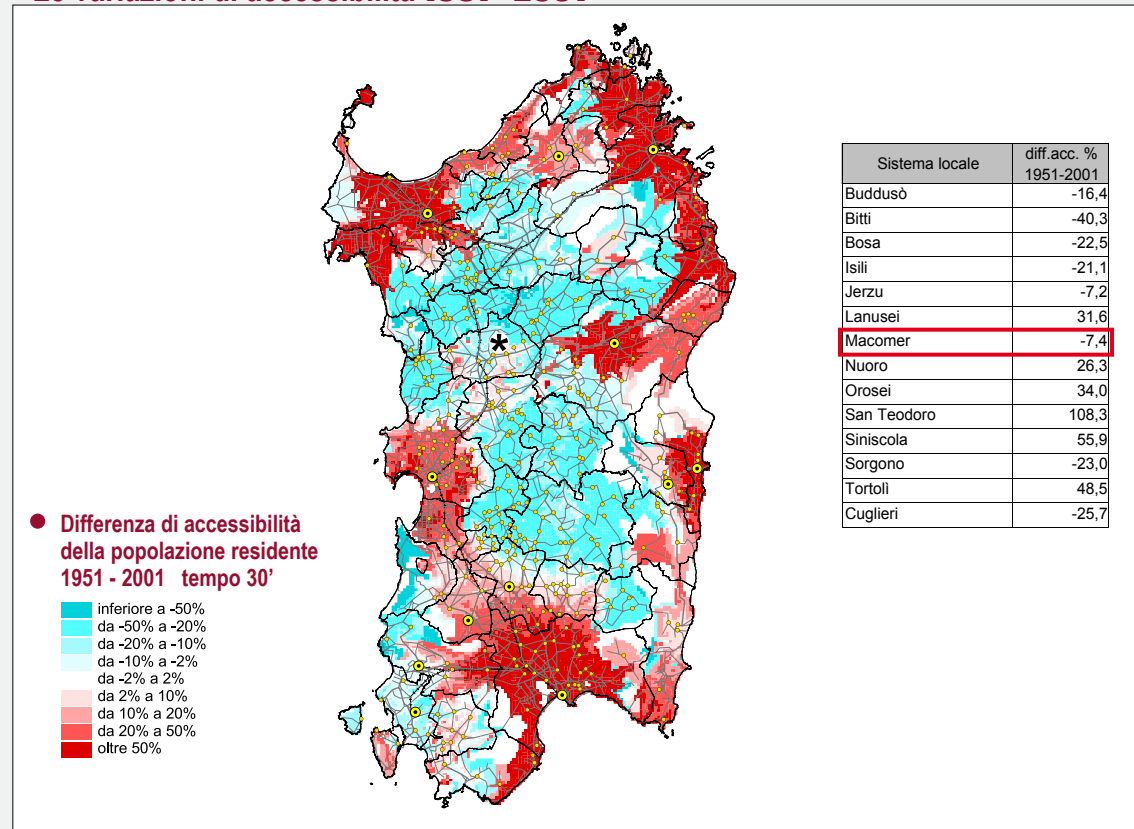 Sistema locale diff.acc. % 1951-2001
Buddusò -16,4
Bitti -40,3
Bosa -22,5
Isili -21,1
Jerzu -7,2
Lanusei 31,6
Macomer -7,4
Nuoro 26,3
Orosei 34,0
San Teodoro 108,3
Siniscola 55,9
Sorgono -23,0
Tortolì 48,5
Cuglieri -25,7
*
Differenza di accessibilità
della popolazione residente
1951 - 2001 tempo 30'
inferiore a -50%
da -50% a -20%
da -20% a -10%
da -10% a -2%
da -2% a 2%
da 2% a 10%
da 10% a 20%
da 20% a 50%
oltre 50%